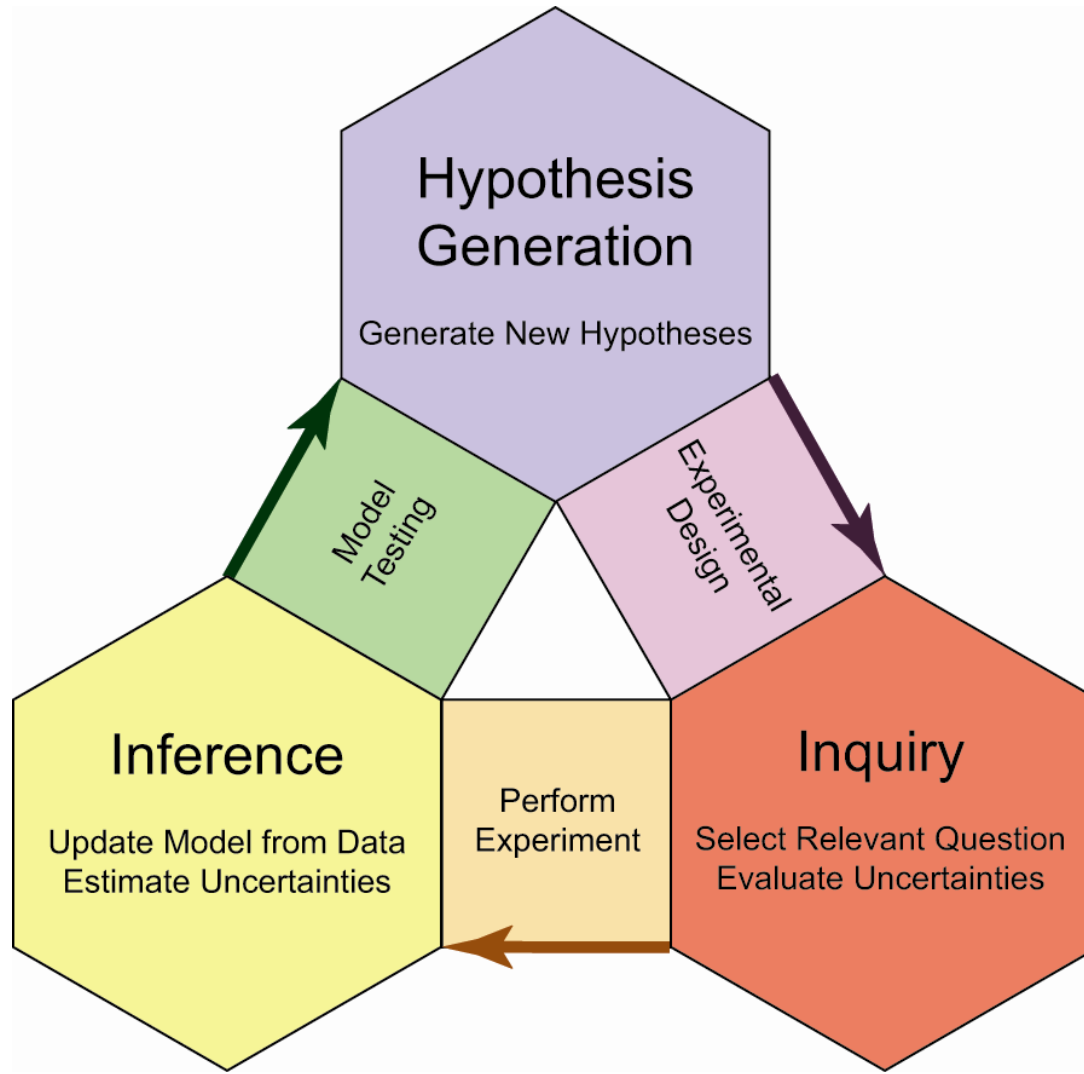 Hypothesis
Generation
Generate New Hypotheses
Model
Testing
Experimental
Design
Inference
Update Model from Data
Estimate Uncertainties
Perform
Experiment
Inquiry
Select Relevant Question
Evaluate Uncertainties